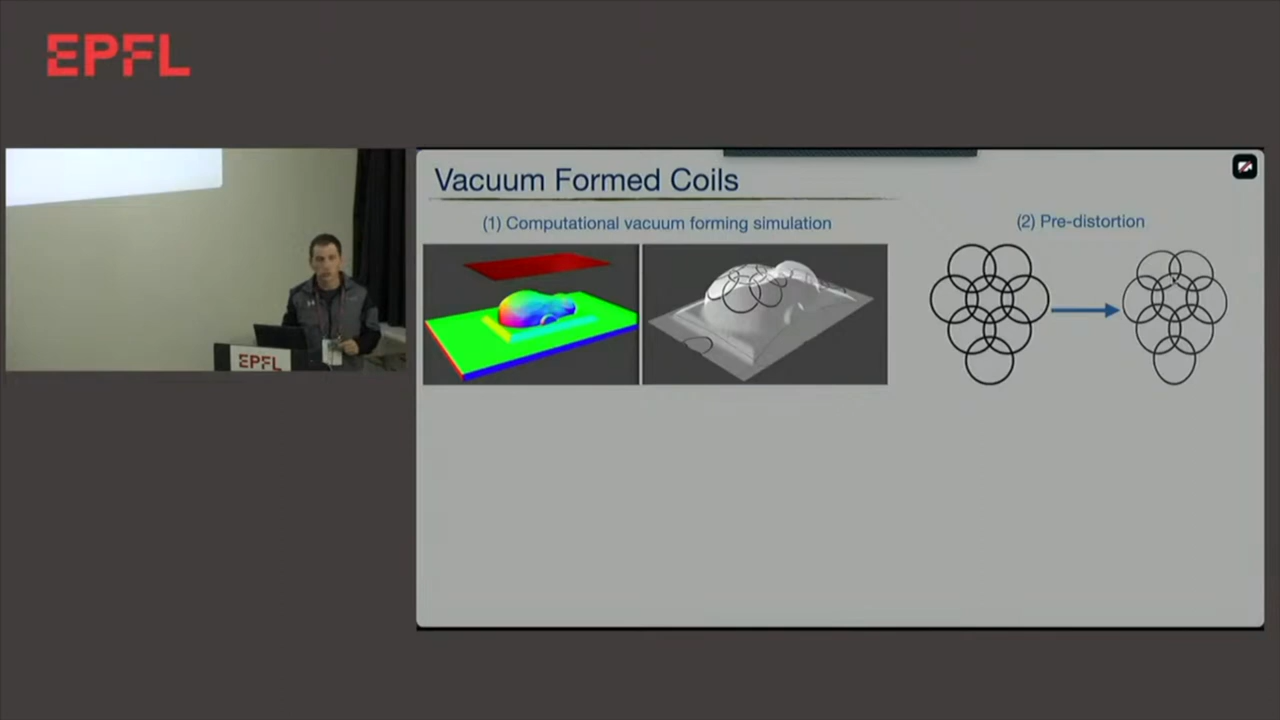 EPFL
Vacuum Formed Coils
(1) Computational vacuum forming simulation
(2) Pre-distortion
EPFL